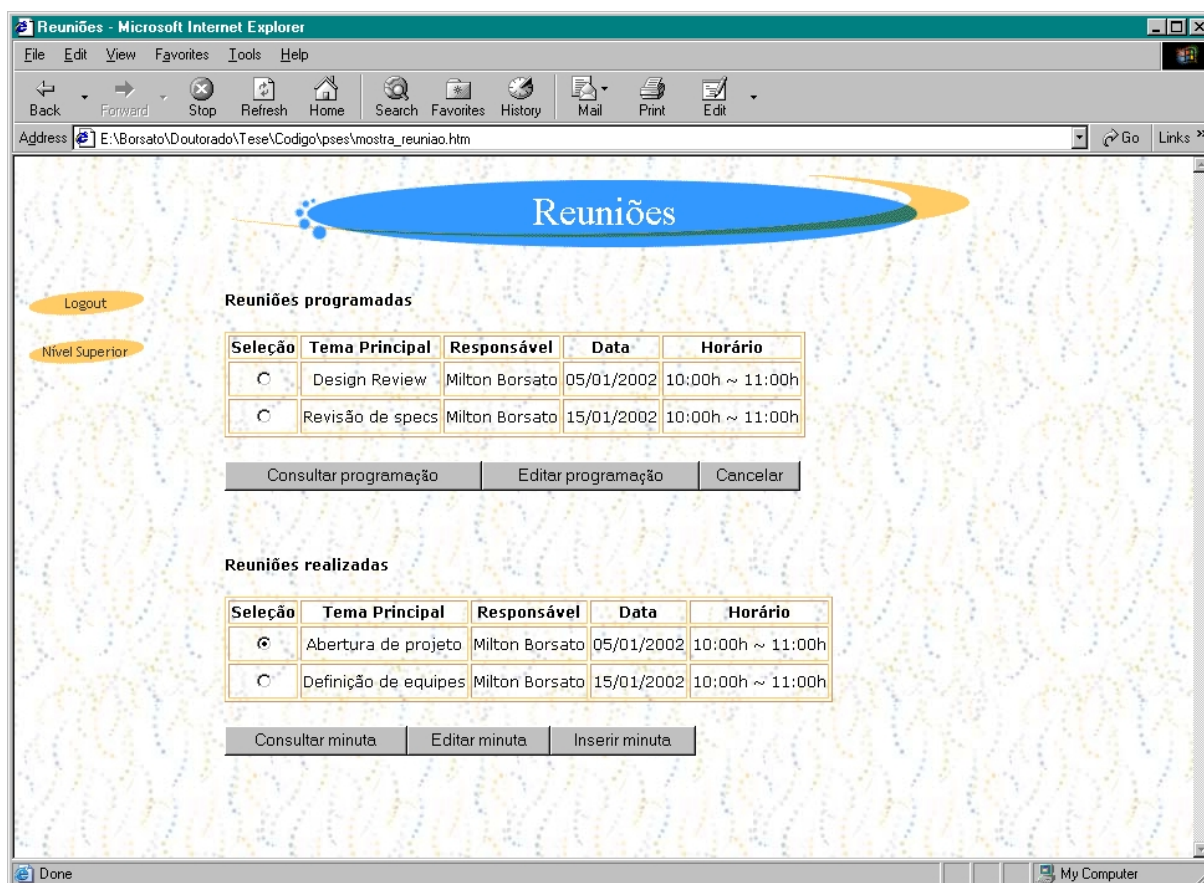 Reuniões - Microsoft Internet Explorer
File Edit View Favorites Tools Help
Back Forward Stop Refresh Home Search Favorites History Mail Print Edit
Address E:\Borsato\Doutorado\Tese\Codigo\pses\mostra_reuniao.htm Go Links »
Reuniões
Logout
Nível Superior
Reuniões programadas
Seleção Tema Principal Responsável Data Horário
Design Review Milton Borsato 05/01/2002 10:00h ~ 11:00h
Revisão de specs Milton Borsato 15/01/2002 10:00h ~ 11:00h
Consultar programação Editar programação Cancelar
Reuniões realizadas
Seleção Tema Principal Responsável Data Horário
Abertura de projeto Milton Borsato 05/01/2002 10:00h ~ 11:00h
Definição de equipes Milton Borsato 15/01/2002 10:00h ~ 11:00h
Consultar minuta Editar minuta Inserir minuta
Done My Computer